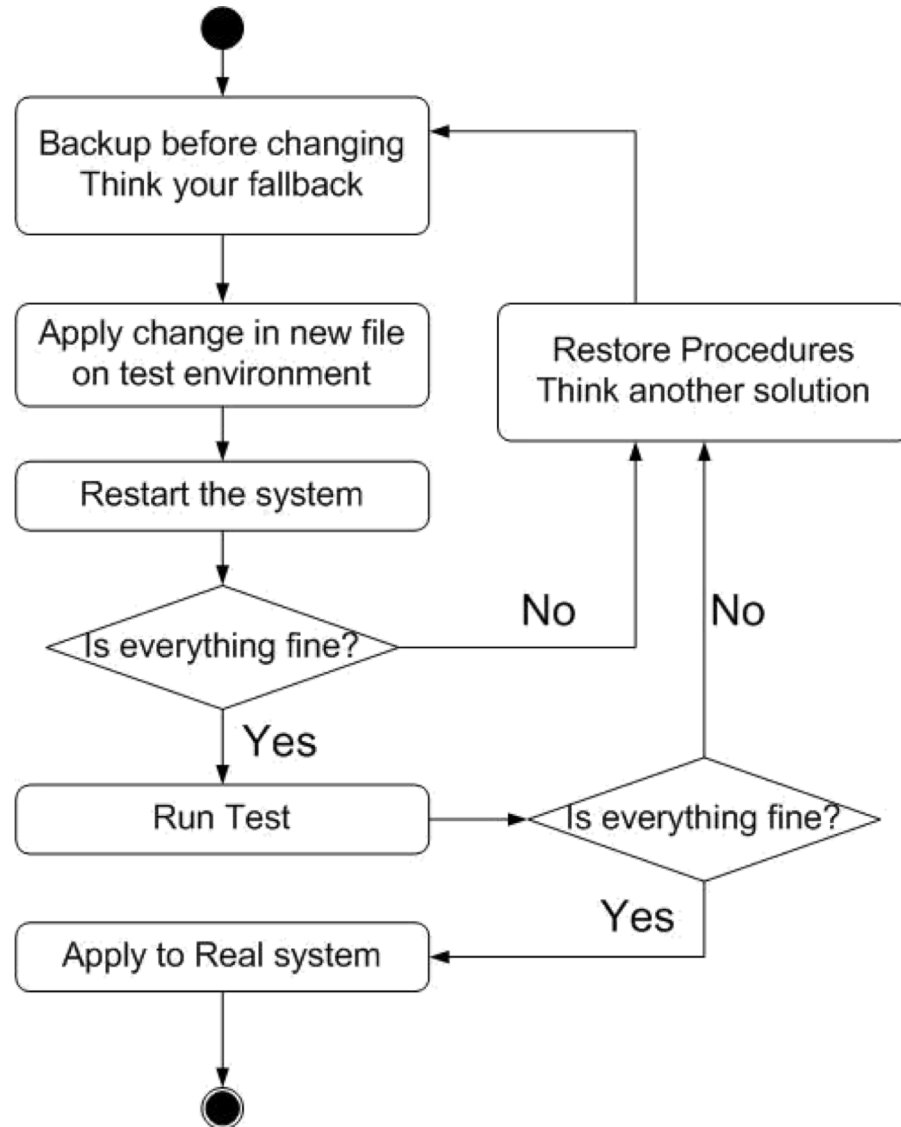 Backup before changing
Think your fallback
Apply change in new file
on test environment
Restore Procedures
Think another solution
Restart the system
Is everything fine?
No
No
Yes
Run Test
Is everything fine?
Yes
Apply to Real system